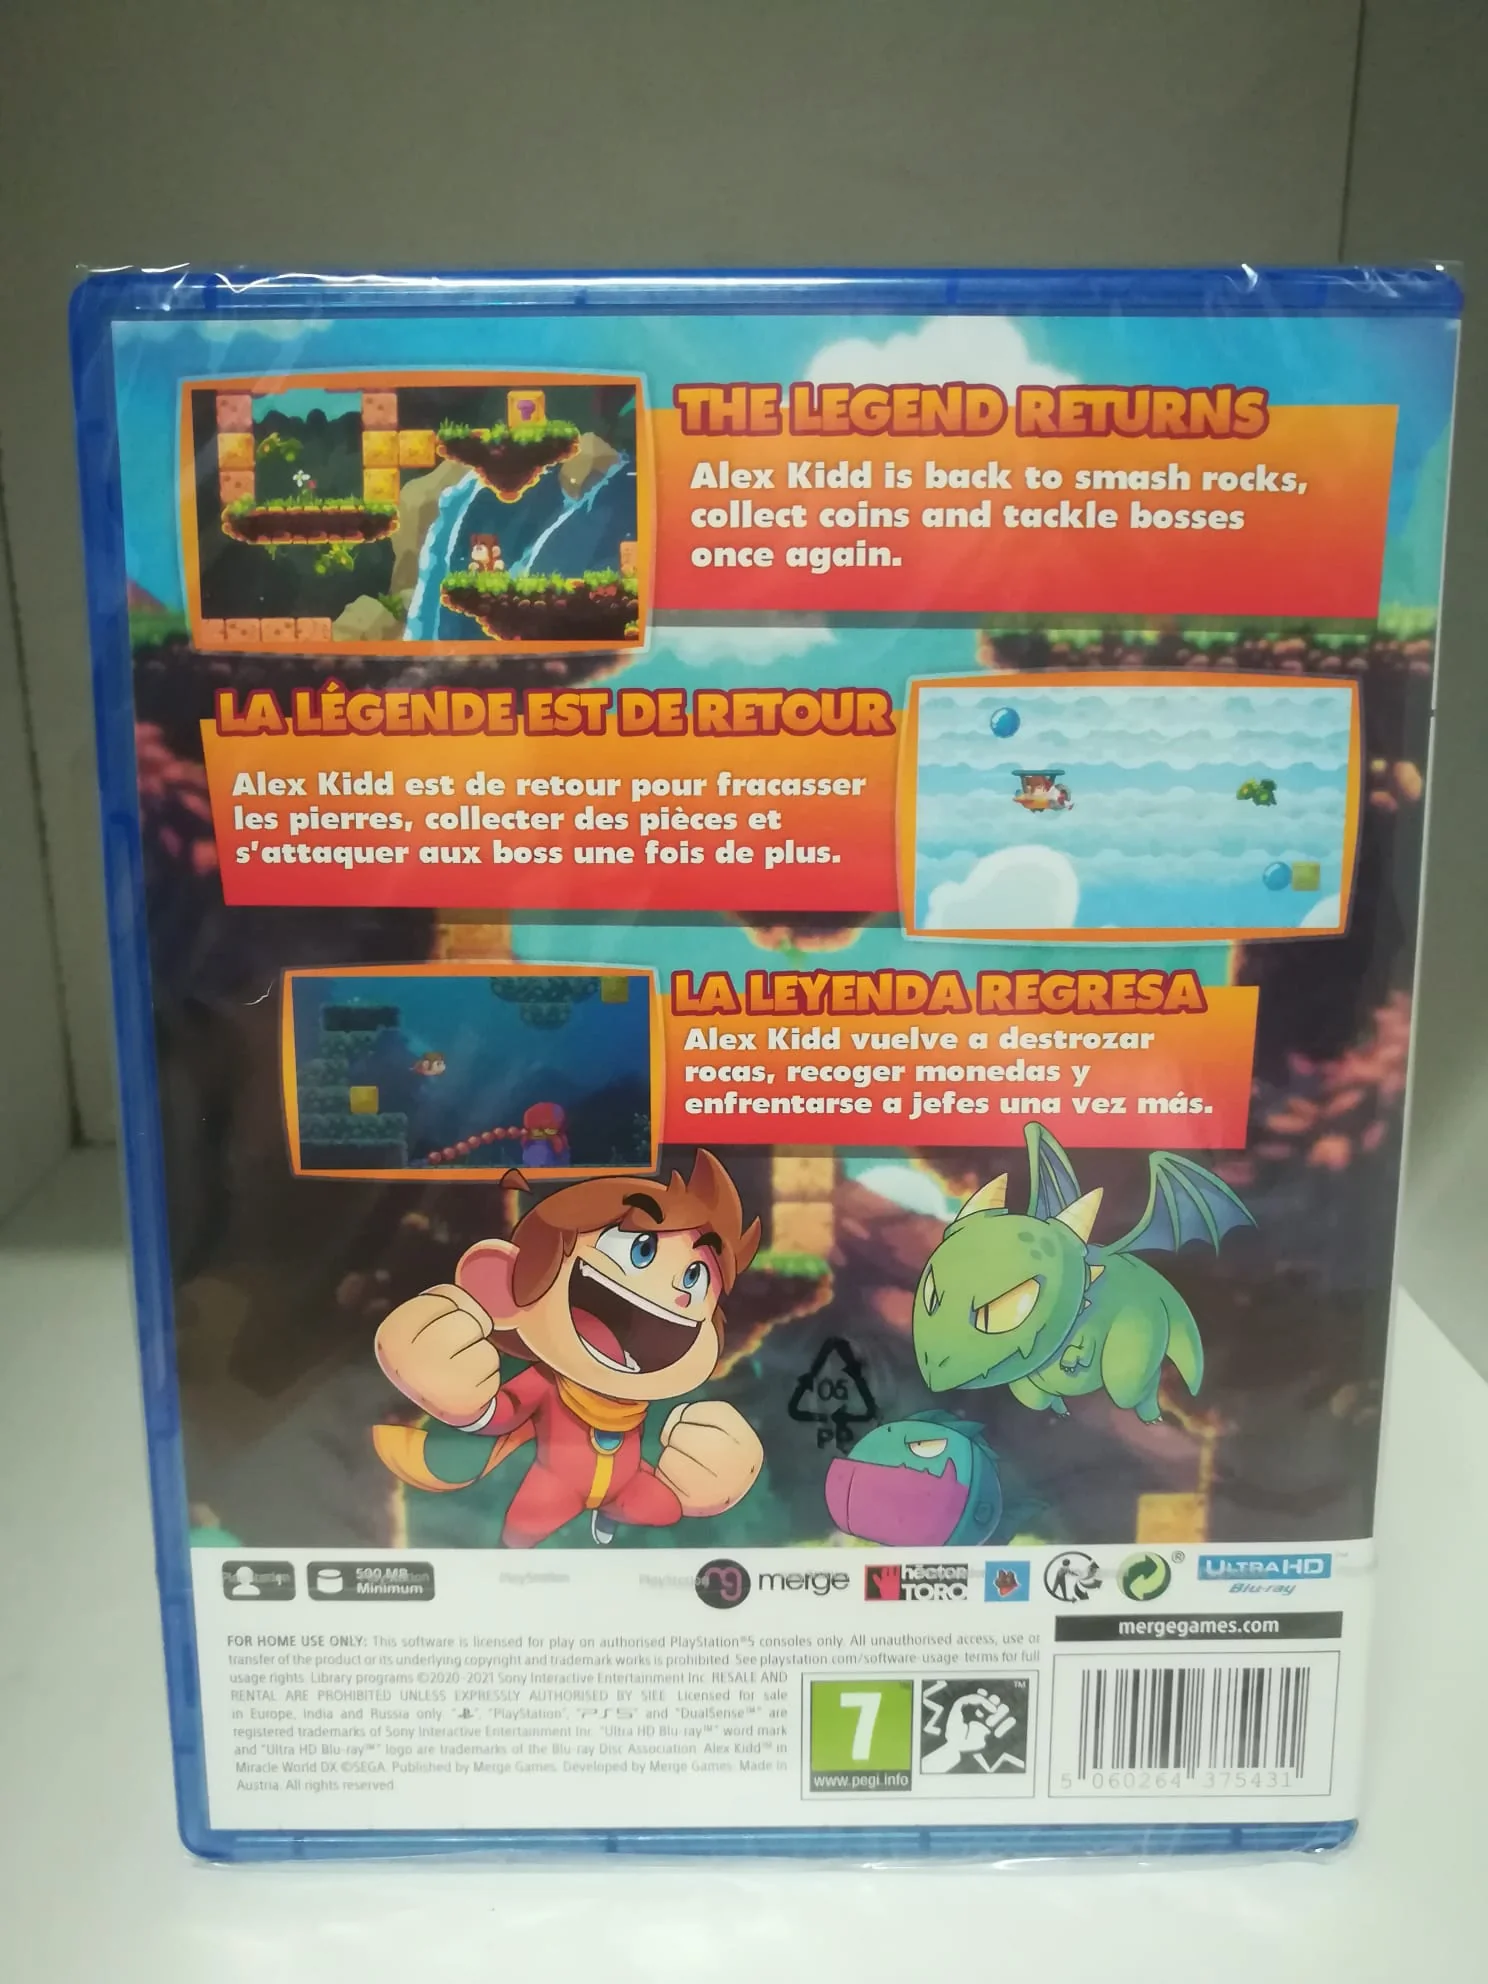 THE LEGEND RETURNS
Alex Kidd is back to smash rocks,
collect coins and tackle bosses
once again.
LA LÉGENDE EST DE RETOUR
Alex Kidd est de retour pour fracasser
les pierres, collecter des pièces et
s'attaquer aux boss une fois de plus.
LA LEYENDA REGRESA
Alex Kidd vuelve a destrozar
rocas, recoger monedas y
enfrentarse a jefes una vez más.
05
PP
1
500 MB
Minimum
PlayStation
merge
héctor
TORO
®
ULTRA HD
Blu-ray
mergegames.com
FOR HOME USE ONLY: This software is licensed for play on authorised PlayStation®5 consoles only. All unauthorised access, use or
transfer of the product or its underlying copyright and trademark works is prohibited. See playstation.com/software-usage-terms for full
usage rights. Library programs ©2020-2021 Sony Interactive Entertainment Inc. RESALE AND
RENTAL ARE PROHIBITED UNLESS EXPRESSLY AUTHORISED BY SIEE. Licensed for sale
in Europe, India and Russia only. "PlayStation", "PS5" and "DualSense™" are
registered trademarks of Sony Interactive Entertainment Inc. "Ultra HD Blu-ray™" word mark
and "Ultra HD Blu-ray™" logo are trademarks of the Blu-ray Disc Association. Alex Kidd™ in
Miracle World DX ©SEGA. Published by Merge Games. Developed by Merge Games. Made in
Austria. All rights reserved.
7
www.pegi.info
TM
5 060264 375431